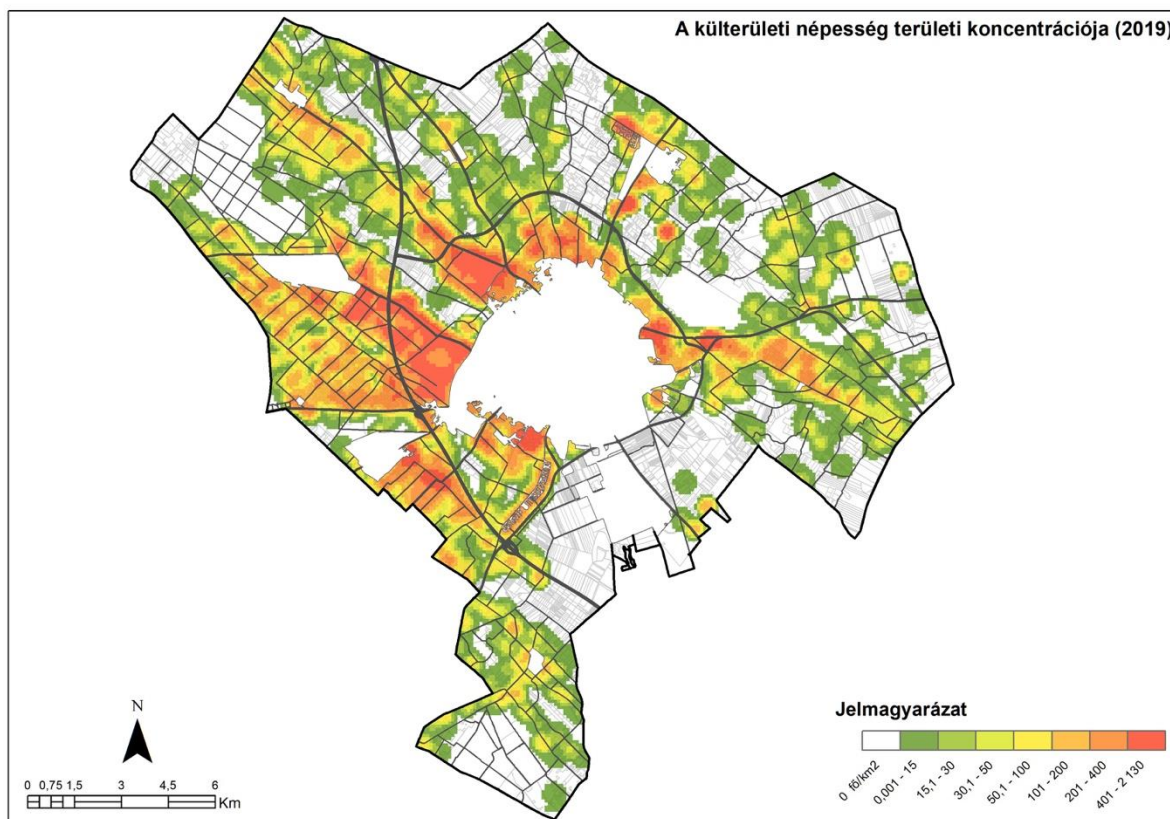 A külterületi népesség területi koncentrációja (2019)
N
0 0,75 1,5 3 4,5 6
Km
Jelmagyarázat
0 fő/km2
0,001 - 15
15,1 - 30
30,1 - 50
50,1 - 100
101 - 200
201 - 400
401 - 2 130